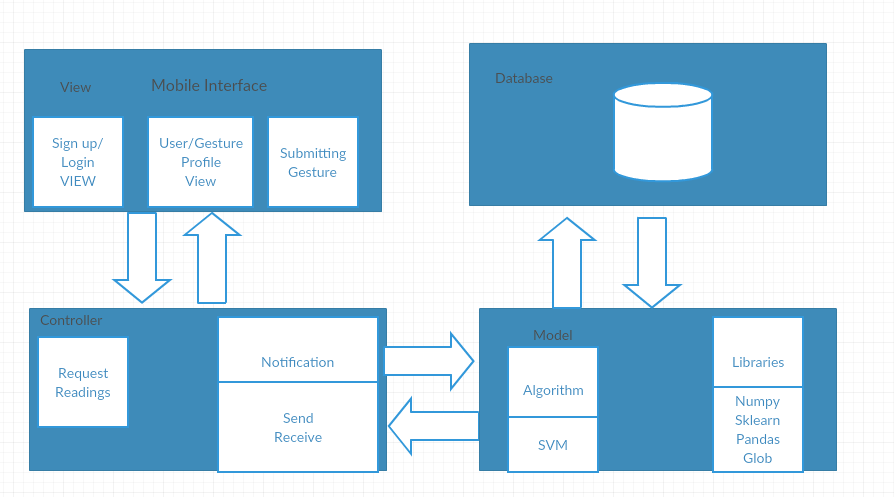 View
Mobile Interface
Sign up/
Login
VIEW
User/Gesture
Profile
View
Submitting
Gesture
Database
Controller
Request
Readings
Notification
Send
Receive
Model
Algorithm
SVM
Libraries
Numpy
Sklearn
Pandas
Glob